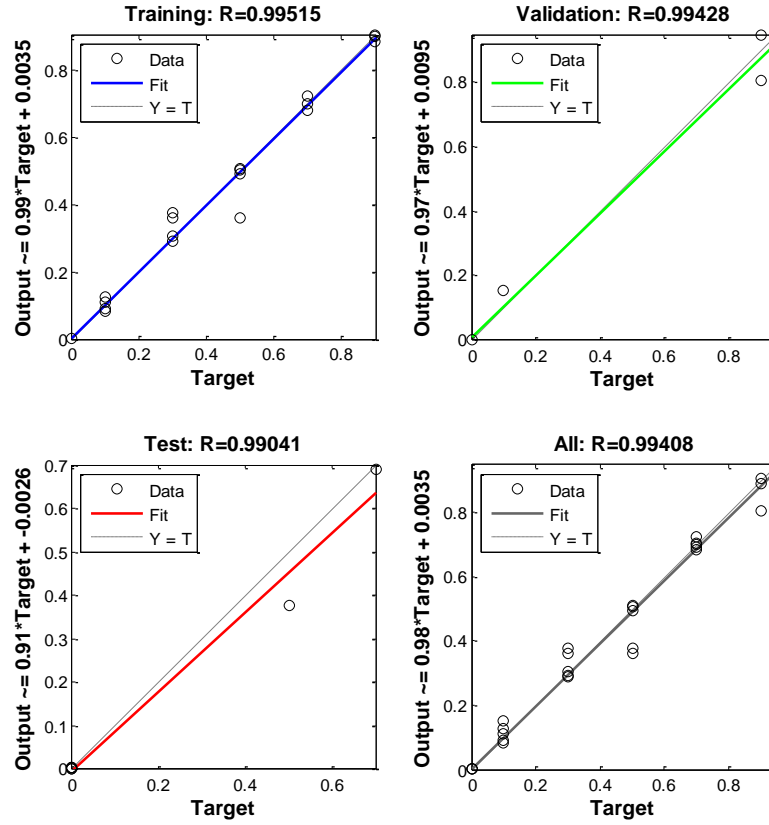 Training: R=0.99515
Output ~= 0.99*Target + 0.0035
Data
Fit
Y = T
0.8
0.6
0.4
0.2
0
0 0.2 0.4 0.6 0.8
Target
Validation: R=0.99428
Output ~= 0.97*Target + 0.0095
Data
Fit
Y = T
0.8
0.6
0.4
0.2
0
0 0.2 0.4 0.6 0.8
Target
Test: R=0.99041
Output ~= 0.91*Target + -0.0026
Data
Fit
Y = T
0.7
0.6
0.5
0.4
0.3
0.2
0.1
0
0 0.2 0.4 0.6
Target
All: R=0.99408
Output ~= 0.98*Target + 0.0035
Data
Fit
Y = T
0.8
0.6
0.4
0.2
0
0 0.2 0.4 0.6 0.8
Target